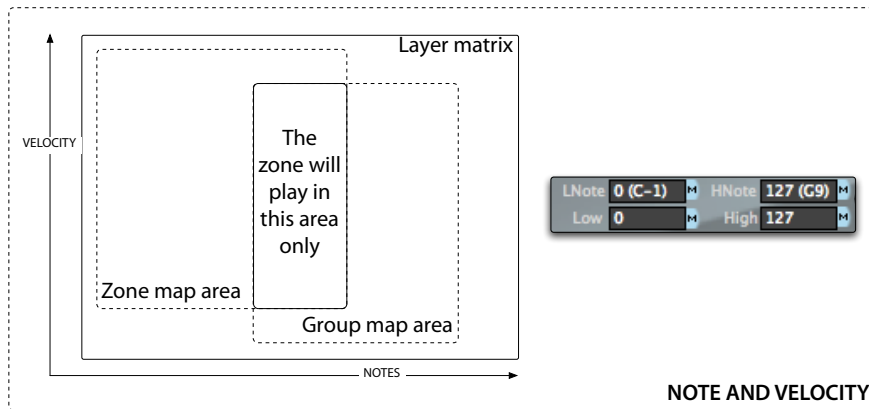 Layer matrix
VELOCITY
The
zone will
play in
this area
only
Zone map area
Group map area
NOTES
LNote 0 (C-1) M HNote 127 (G9) M
Low 0 M High 127 M
NOTE AND VELOCITY